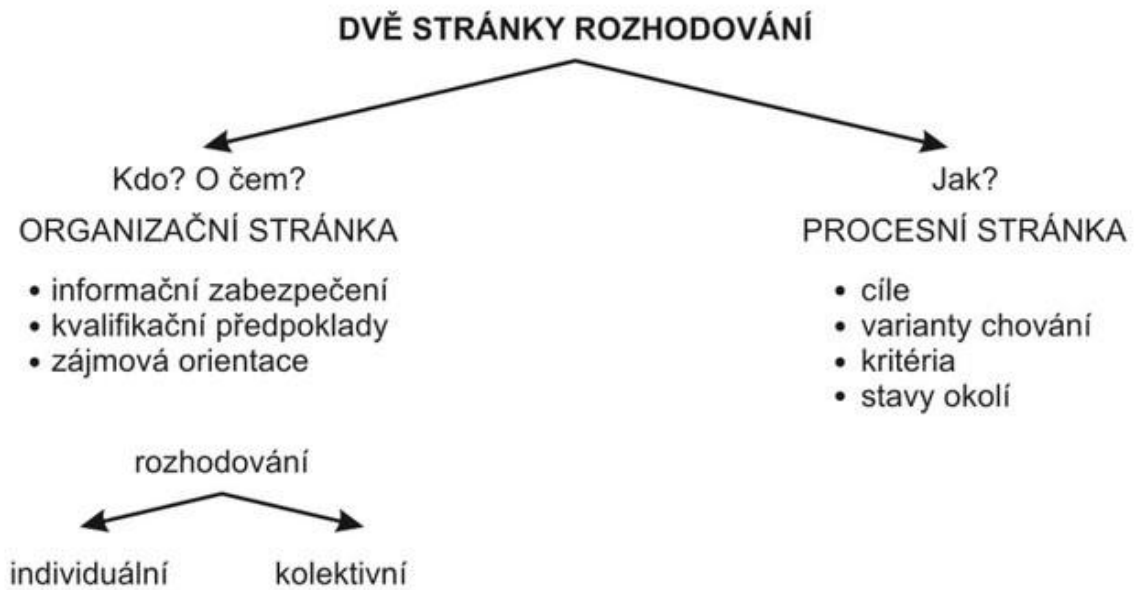 DVĚ STRÁNKY ROZHODOVÁNÍ
Kdo? O čem?
ORGANIZAČNÍ STRÁNKA
• informační zabezpečení
• kvalifikační předpoklady
• zájmová orientace
rozhodování
individuální
kolektivní
Jak?
PROCESNÍ STRÁNKA
• cíle
• varianty chování
• kritéria
• stavy okolí